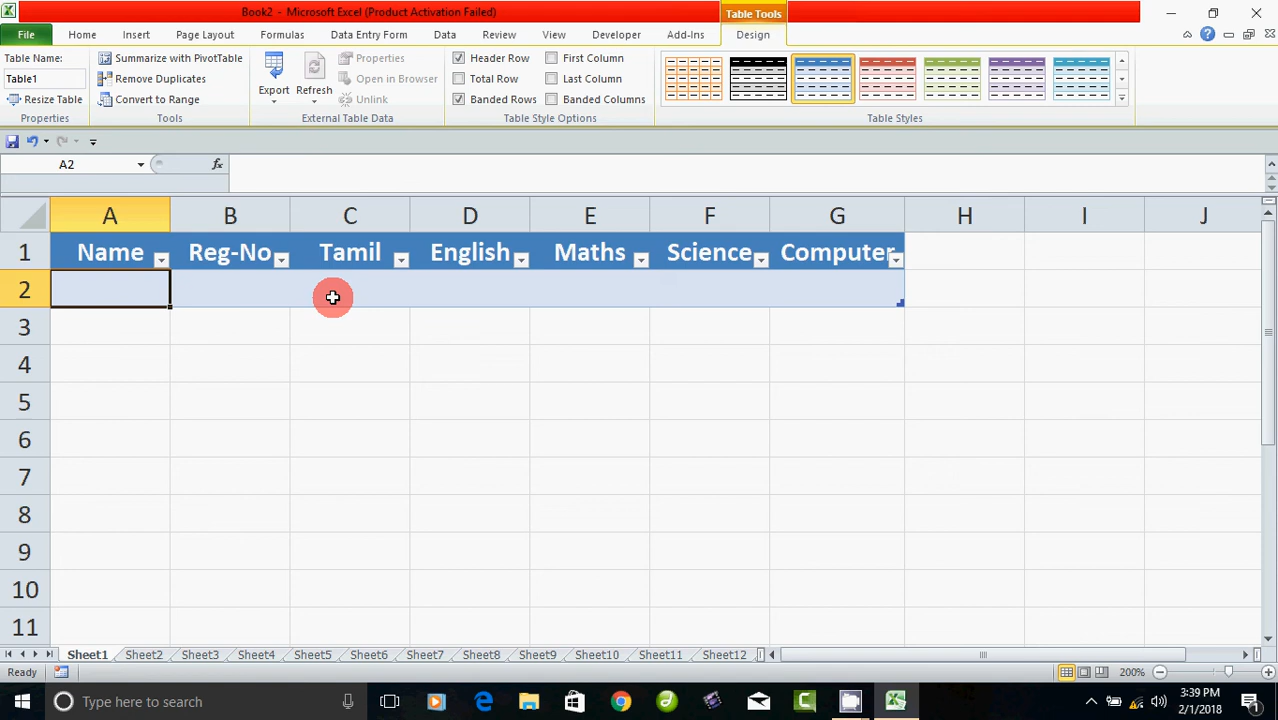 Book2 - Microsoft Excel (Product Activation Failed)
Table Tools
File Home Insert Page Layout Formulas Data Entry Form Data Review View Developer Add-Ins Design
Table Name: Summarize with PivotTable Properties Header Row First Column
Table1 Remove Duplicates Export Refresh Open in Browser Total Row Last Column
Resize Table Convert to Range Unlink Banded Rows Banded Columns
Properties Tools External Table Data Table Style Options Table Styles
A2 fx
A B C D E F G H I J
1 Name Reg-No Tamil English Maths Science Computer
2
3
4
5
6
7
8
9
10
11
Sheet1 Sheet2 Sheet3 Sheet4 Sheet5 Sheet6 Sheet7 Sheet8 Sheet9 Sheet10 Sheet11 Sheet12
Ready 200%
Type here to search 3:39 PM
2/1/2018